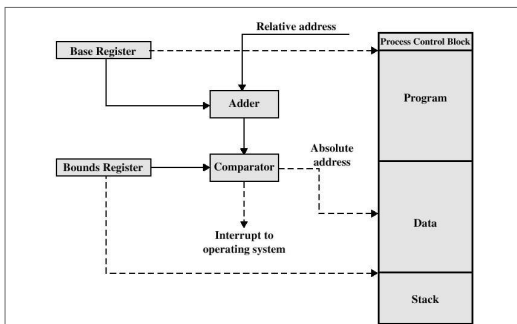 Relative address
Process Control Block
Base Register
Program
Adder
Absolute
address
Bounds Register
Comparator
Interrupt to
operating system
Data
Stack